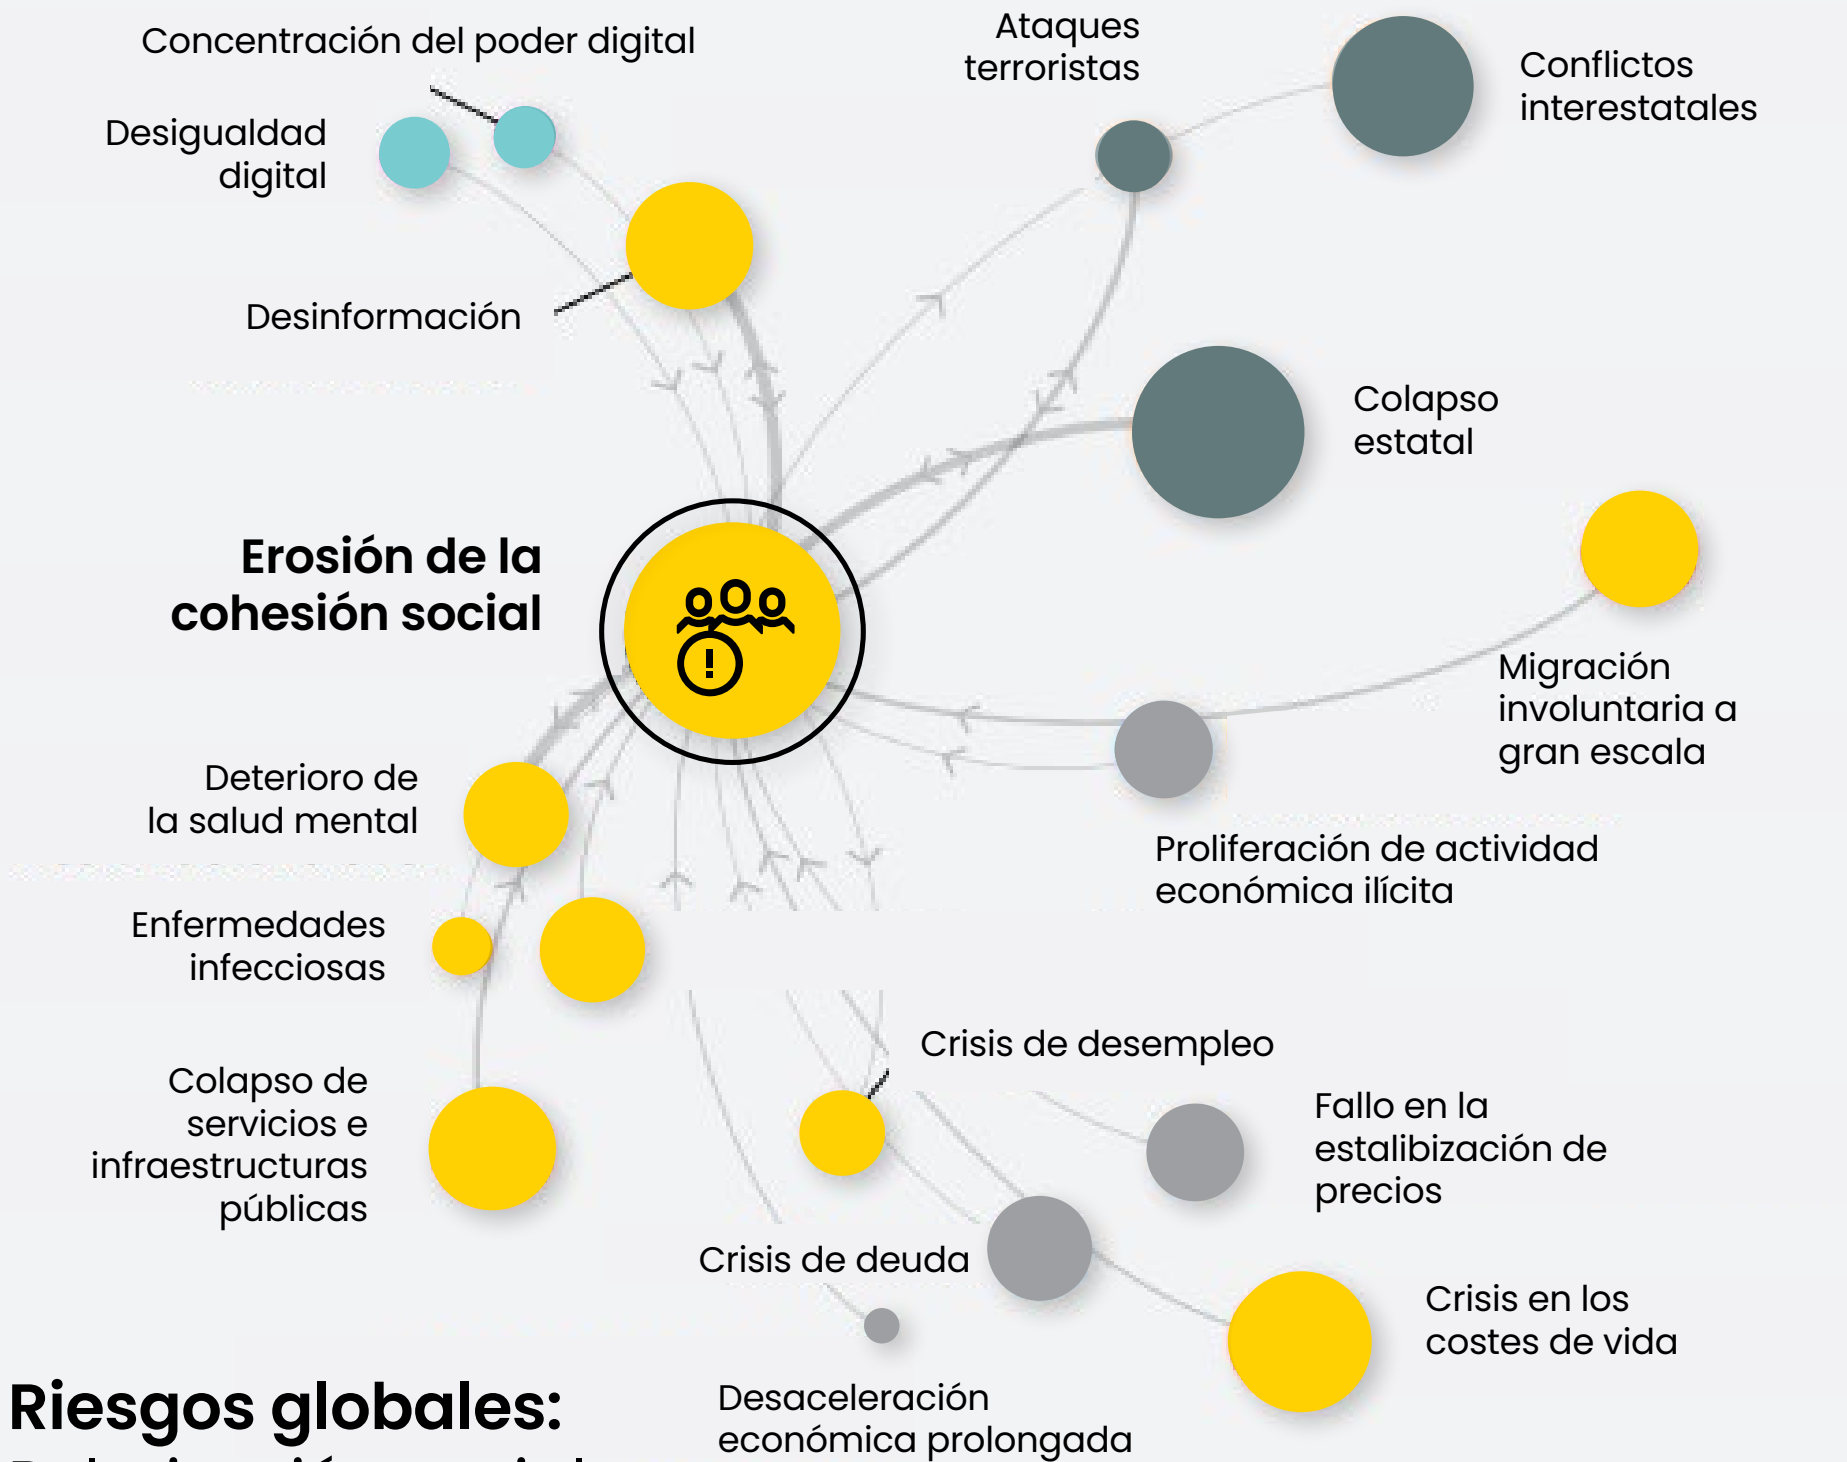 Concentración del poder digital
Ataques
terroristas
Conflictos
interestatales
Desigualdad
digital
Desinformación
Colapso
estatal
Erosión de la
cohesión social
!
Migración
involuntaria a
gran escala
Deterioro de
la salud mental
Proliferación de actividad
económica ilícita
Enfermedades
infecciosas
Crisis de desempleo
Colapso de
servicios e
infraestructuras
públicas
Fallo en la
estalibización de
precios
Crisis de deuda
Crisis en los
costes de vida
Riesgos globales:
Desaceleración
económica prolongada